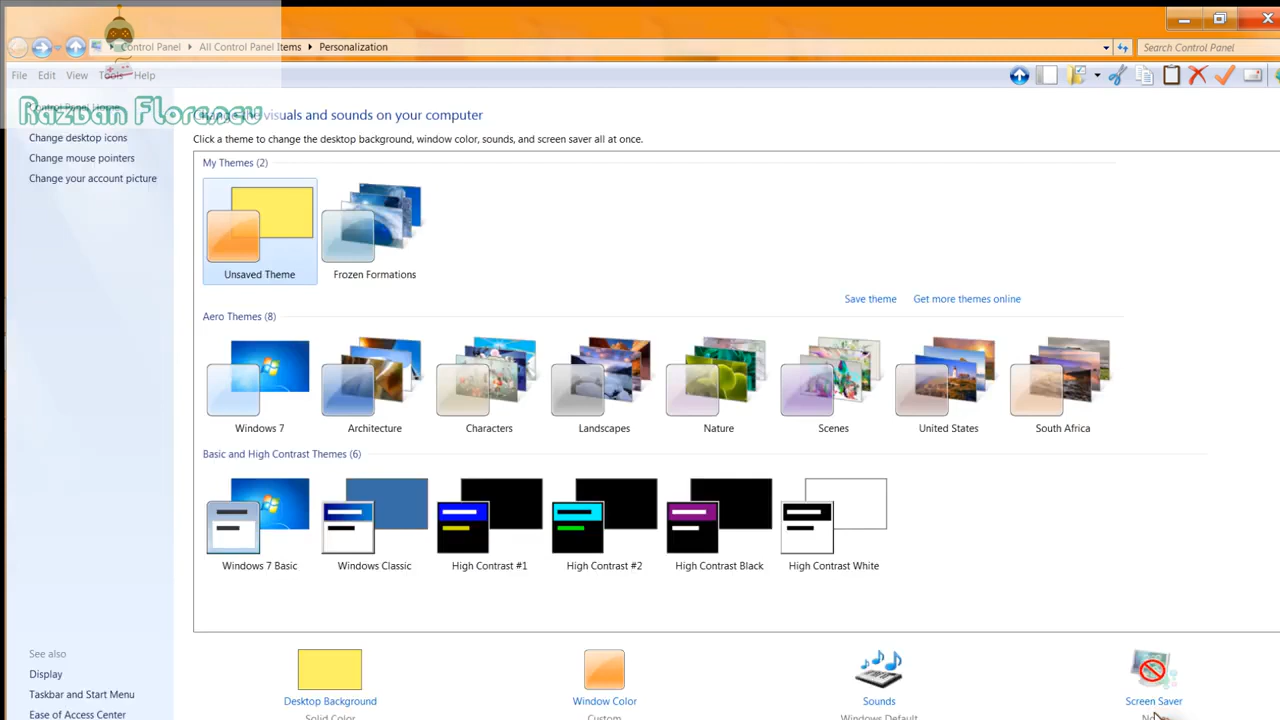 Control Panel All Control Panel Items Personalization Search Control Panel
File Edit View Tools Help
Razvan Florescu
Control Panel Home
Change the visuals and sounds on your computer
Change desktop icons
Click a theme to change the desktop background, window color, sounds, and screen saver all at once.
Change mouse pointers
My Themes (2)
Change your account picture
Unsaved Theme Frozen Formations
Save theme Get more themes online
Aero Themes (8)
Windows 7 Architecture Characters Landscapes Nature Scenes United States South Africa
Basic and High Contrast Themes (6)
Windows 7 Basic Windows Classic High Contrast #1 High Contrast #2 High Contrast Black High Contrast White
See also
Display
Taskbar and Start Menu
Desktop Background Window Color Sounds Screen Saver
Ease of Access Center
Solid Color Custom Windows Default